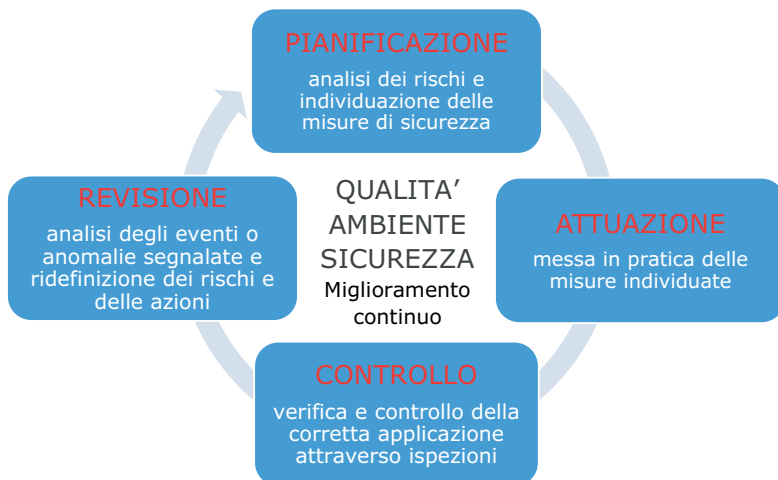 PIANIFICAZIONE
analisi dei rischi e
individuazione delle
misure di sicurezza
ATTUAZIONE
messa in pratica delle
misure individuate
CONTROLLO
verifica e controllo della
corretta applicazione
attraverso ispezioni
REVISIONE
analisi degli eventi o
anomalie segnalate e
ridefinizione dei rischi e
delle azioni
QUALITA’
AMBIENTE
SICUREZZA
Miglioramento
continuo